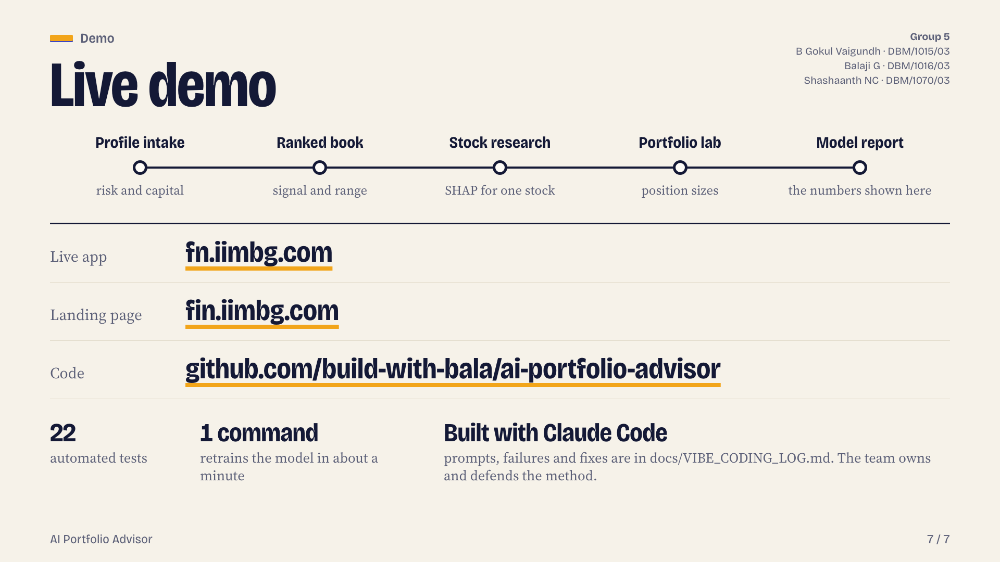 Demo
Live demo
Group 5
B Gokul Vaigundh · DBM/1015/03
Balaji G · DBM/1016/03
Shashaanth NC · DBM/1070/03
Profile intake
risk and capital
Ranked book
signal and range
Stock research
SHAP for one stock
Portfolio lab
position sizes
Model report
the numbers shown here
Live app
fn.iimbg.com
Landing page
fin.iimbg.com
Code
github.com/build-with-bala/ai-portfolio-advisor
22
automated tests
1 command
retrains the model in about a
minute
Built with Claude Code
prompts, failures and fixes are in docs/VIBE_CODING_LOG.md. The team owns
and defends the method.
AI Portfolio Advisor
7 / 7